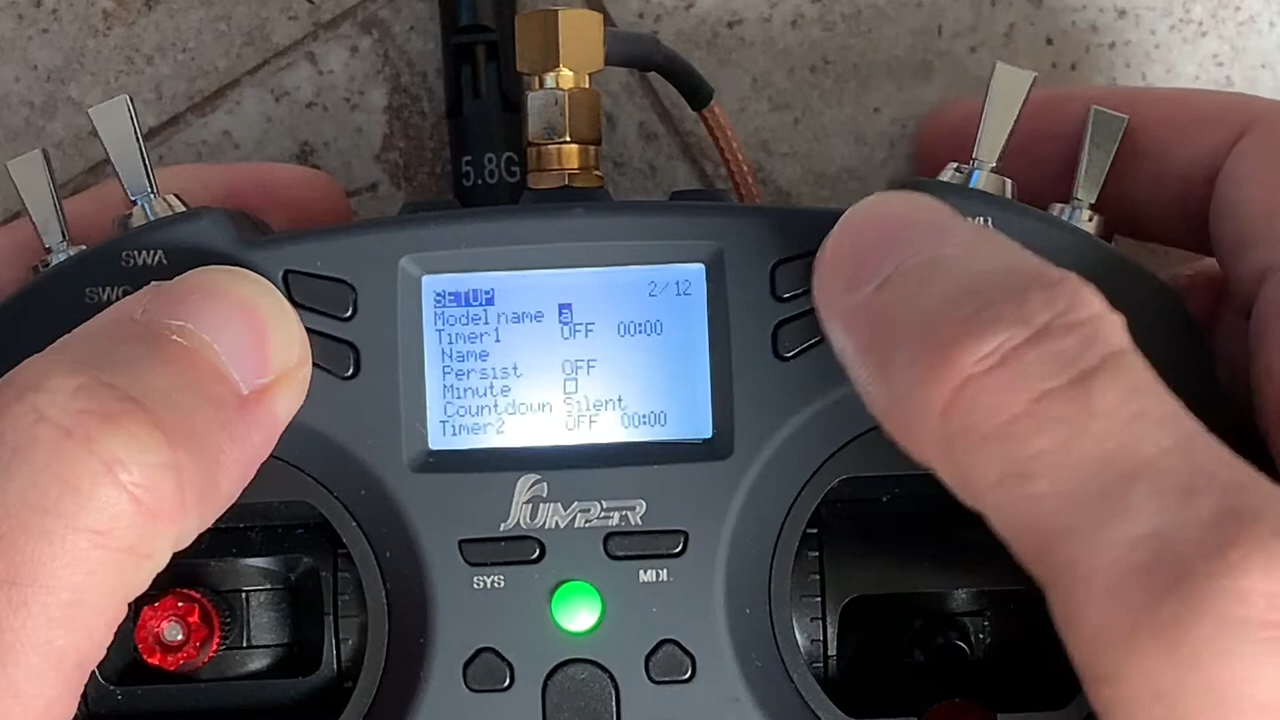 5.8G
SWA
SWC
SETUP 2/12
Model name a
Timer1 OFF 00:00
Name
Persist OFF
Minute
Countdown Silent
Timer2 OFF 00:00
JUMPER
SYS
MDL